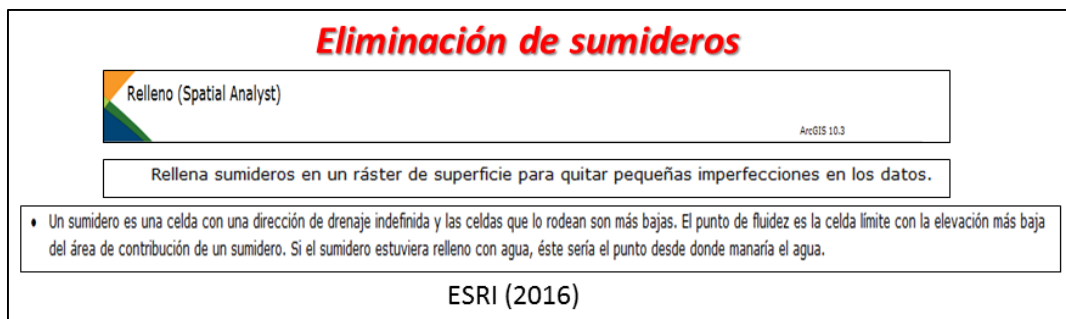 Eliminación de sumideros
Relleno (Spatial Analyst)
ArcGIS 10.3
Rellena sumideros en un ráster de superficie para quitar pequeñas imperfecciones en los datos.
• Un sumidero es una celda con una dirección de drenaje indefinida y las celdas que lo rodean son más bajas. El punto de fluidez es la celda límite con la elevación más baja
del área de contribución de un sumidero. Si el sumidero estuviera relleno con agua, éste sería el punto desde donde manaría el agua.
ESRI (2016)